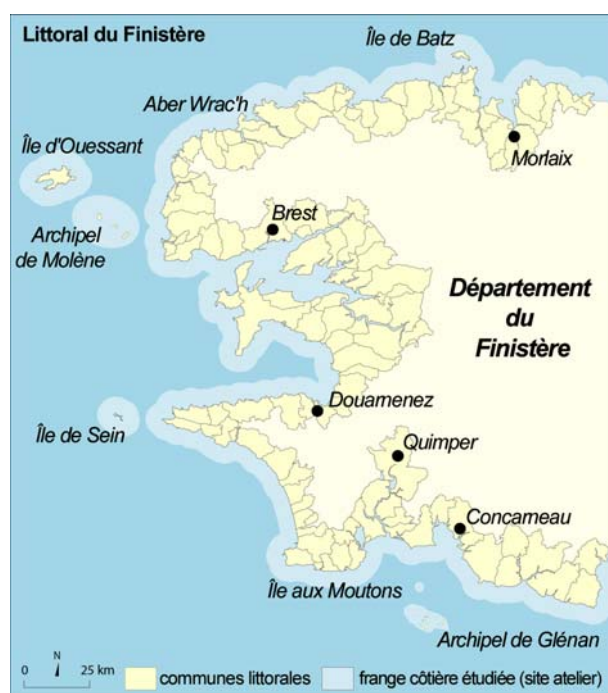 Littoral du Finistère
Île de Batz
Aber Wrac'h
Île d'Ouessant
Morlaix
Brest
Archipel
de Molène
Département
du
Finistère
Douarnenez
Île de Sein
Quimper
Concarneau
Île aux Moutons
Archipel de Glénan
N
0 25 km
communes littorales
frange côtière étudiée (site atelier)